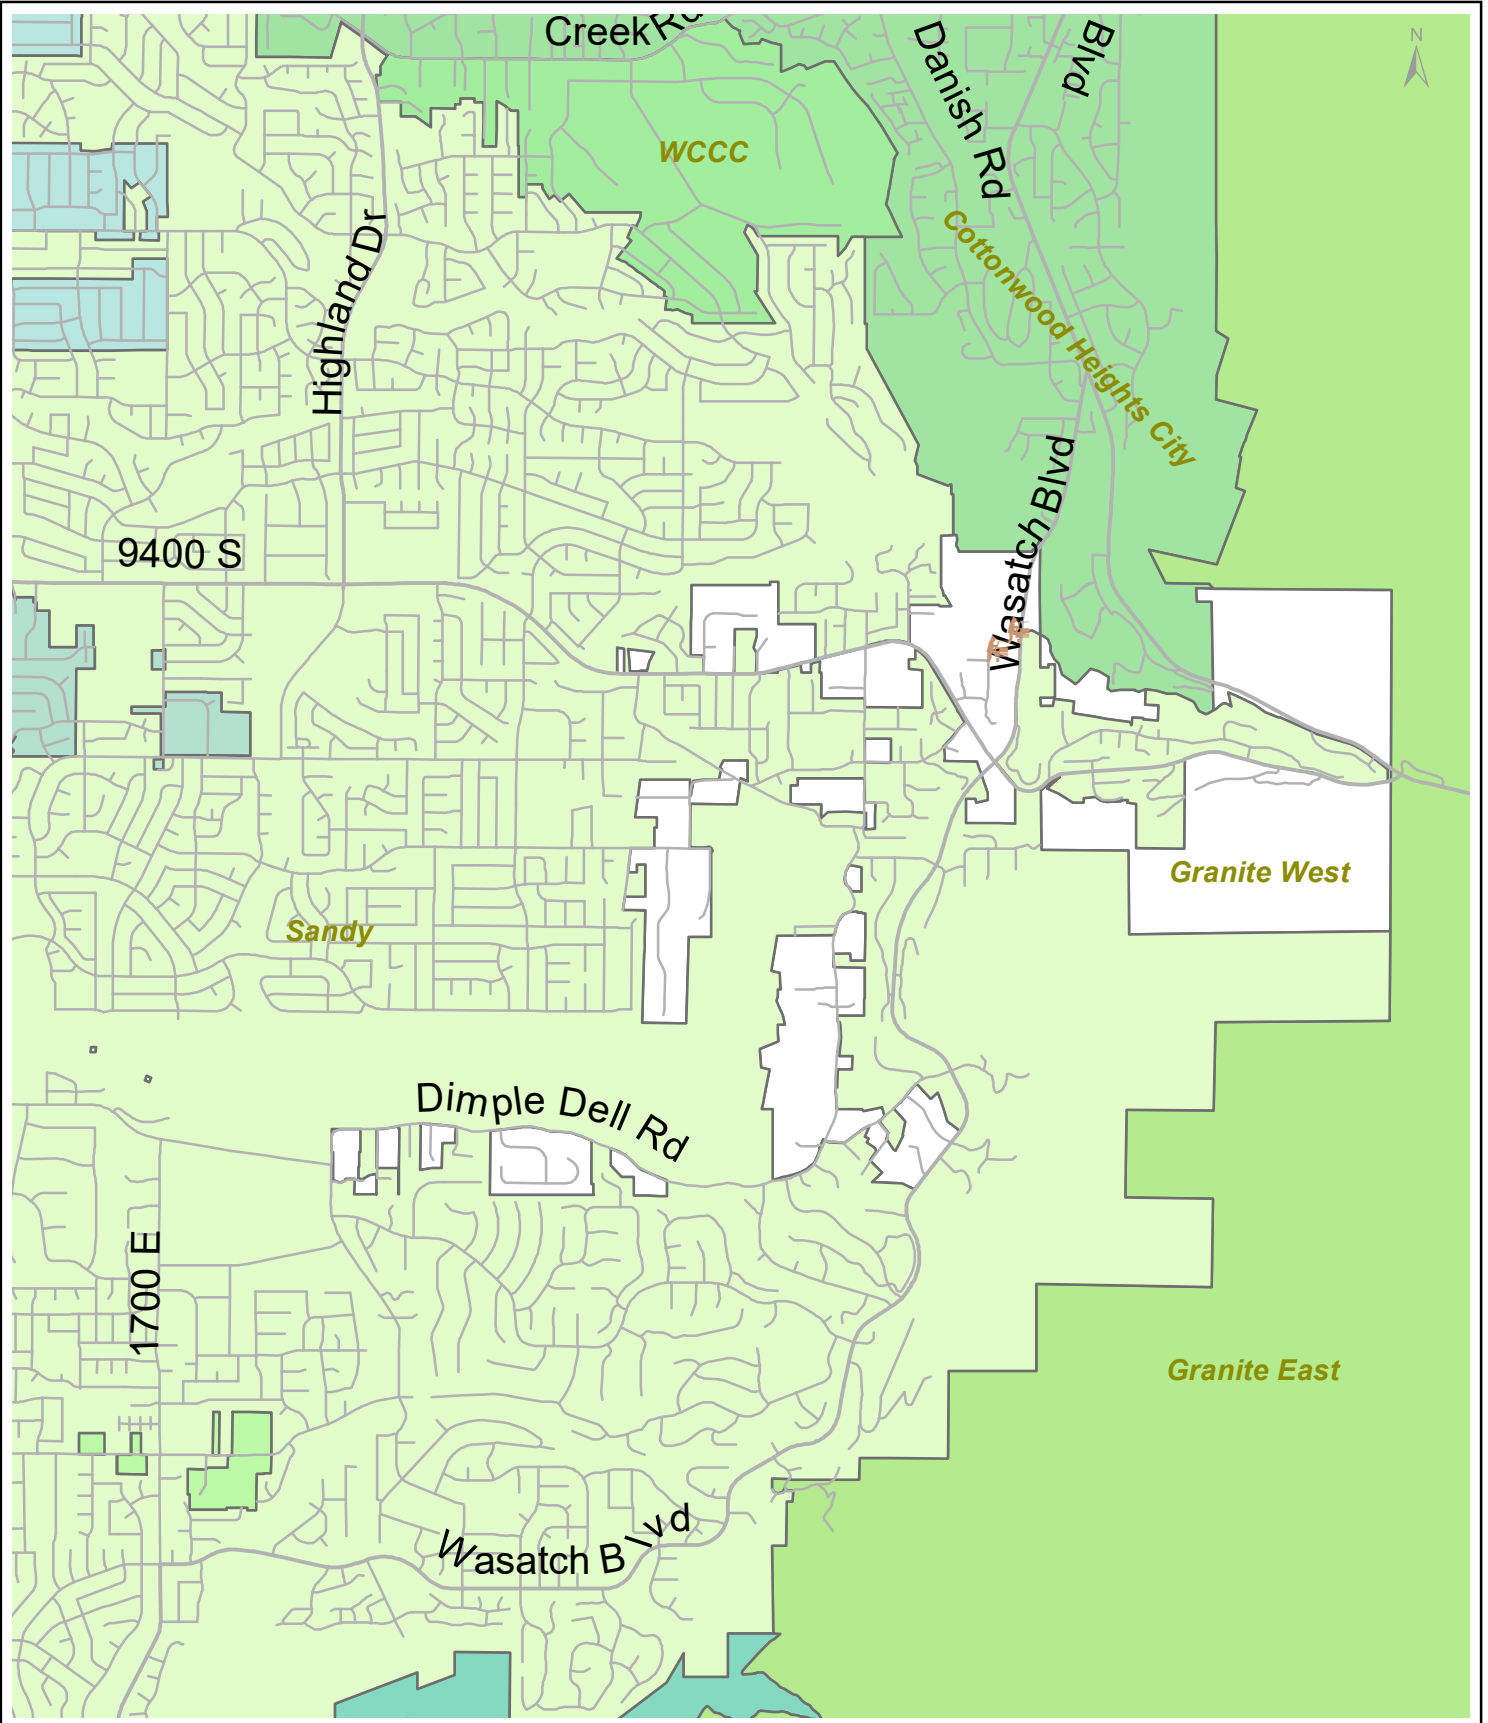 Creek Rd
N
Danish Rd
Blvd
WCCC
Cottonwood Heights City
Highland Dr
Wasatch Blvd
9400 S
Granite West
Sandy
Dimple Dell Rd
1700 E
Granite East
Wasatch Blvd